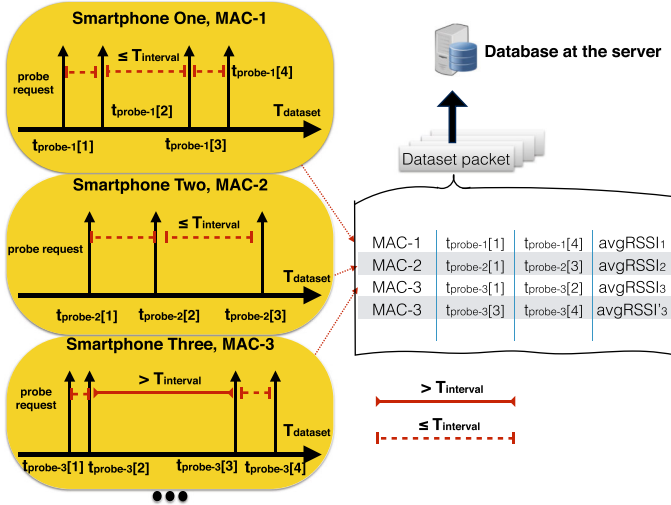 Smartphone One, MAC-1
≤ Tinterval
probe request
tprobe-1[4]
tprobe-1[2]
Tdataset
tprobe-1[1]
tprobe-1[3]
Smartphone Two, MAC-2
probe request
≤ Tinterval
Tdataset
tprobe-2[1]
tprobe-2[2]
tprobe-2[3]
Smartphone Three, MAC-3
> Tinterval
probe request
Tdataset
tprobe-3[1]
tprobe-3[2]
tprobe-3[3]
tprobe-3[4]
Database at the server
Dataset packet
MAC-1 tprobe-1[1] tprobe-1[4] avgRSSI1
MAC-2 tprobe-2[1] tprobe-2[3] avgRSSI2
MAC-3 tprobe-3[1] tprobe-3[2] avgRSSI3
MAC-3 tprobe-3[3] tprobe-3[4] avgRSSI'3
> Tinterval
≤ Tinterval